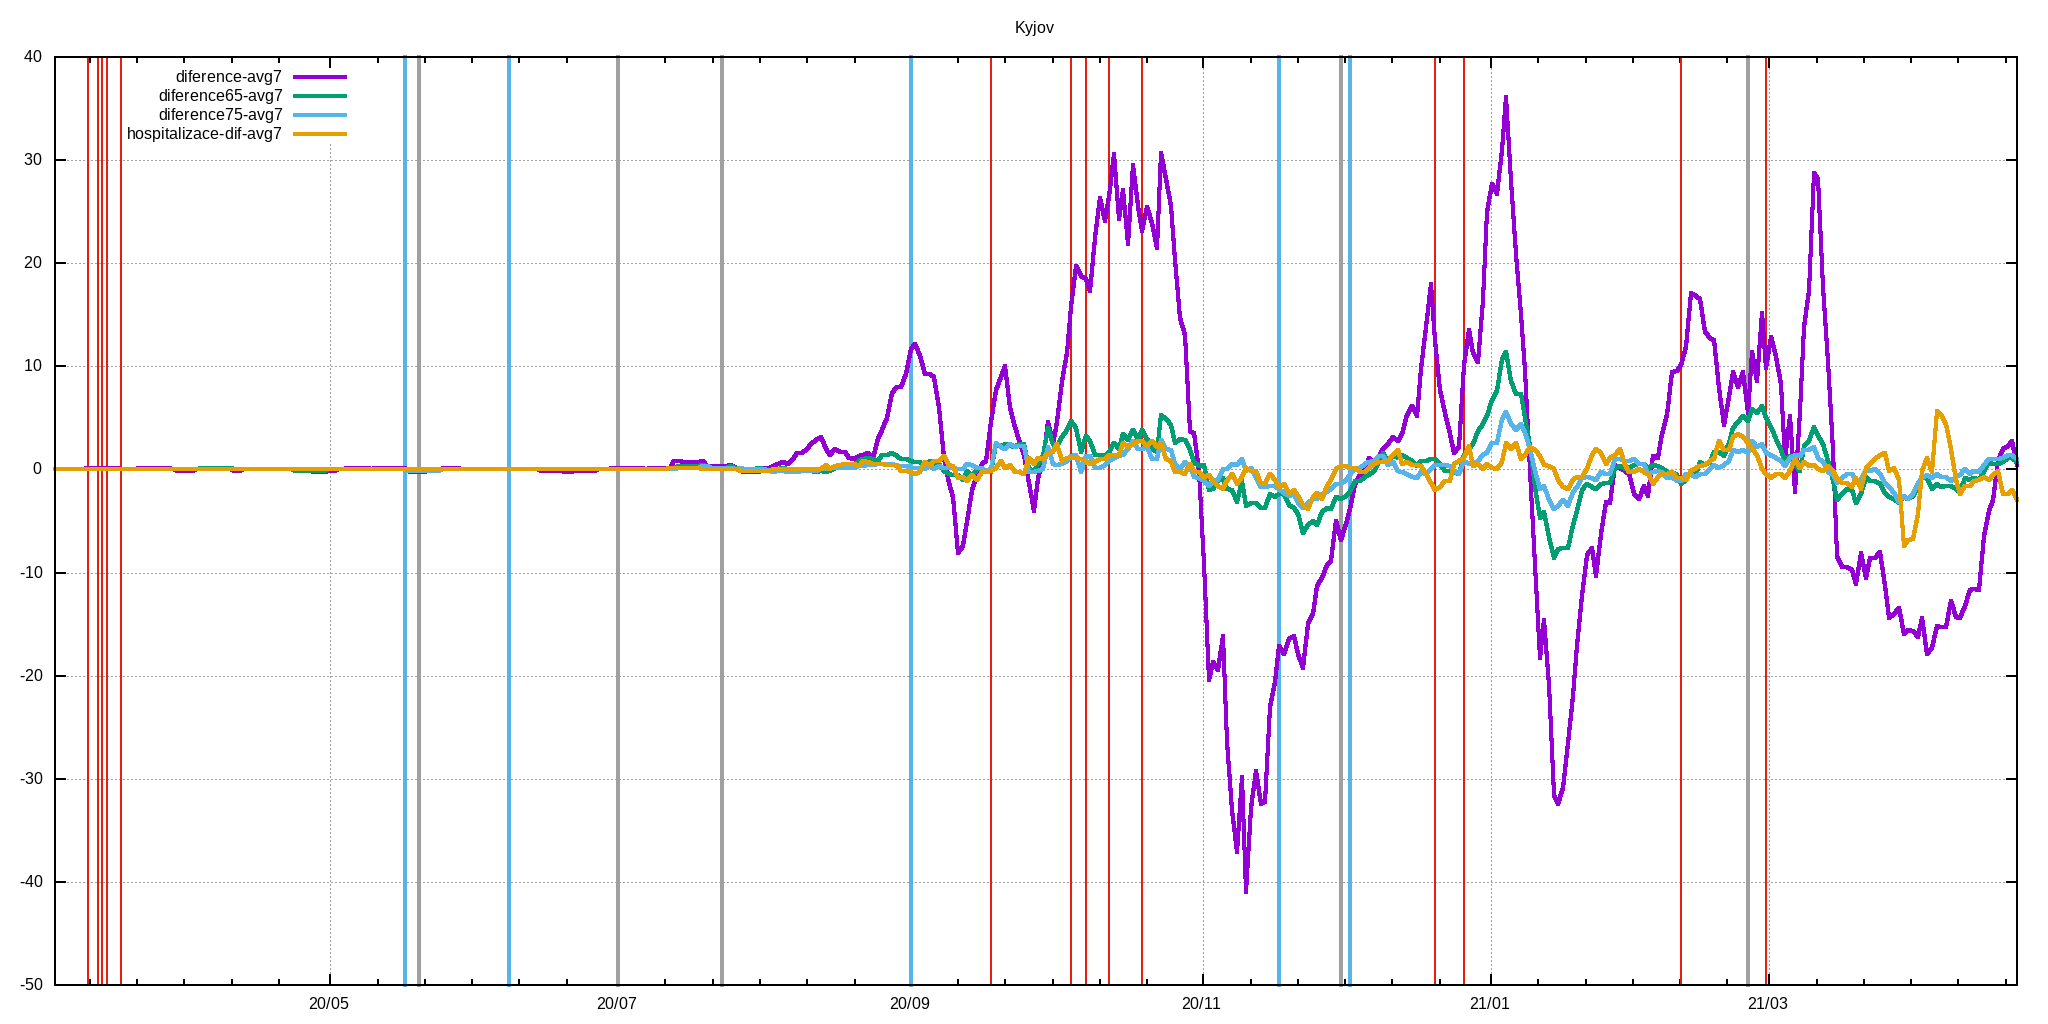 Kyjov
diference-avg7
diference65-avg7
diference75-avg7
hospitalizace-dif-avg7
40
30
20
10
0
-10
-20
-30
-40
-50
20/05 20/07 20/09 20/11 21/01 21/03